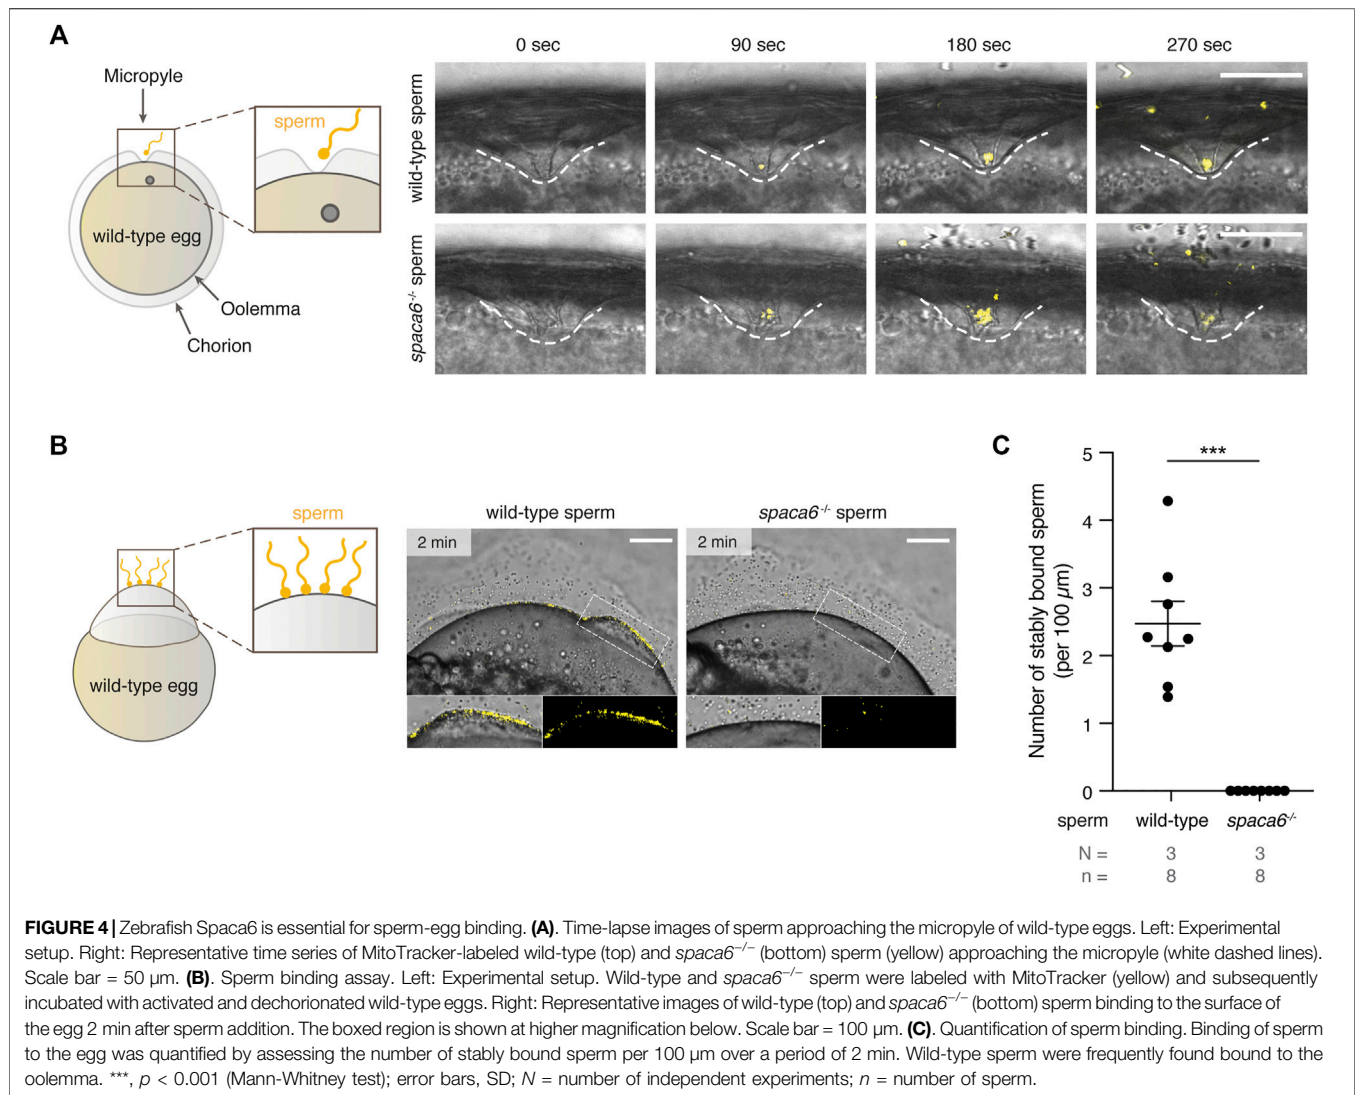 A
Micropyle
sperm
wild-type egg
Oolemma
Chorion
0 sec
90 sec
180 sec
270 sec
wild-type sperm
spaca6-/- sperm
B
sperm
wild-type egg
wild-type sperm
spaca6-/- sperm
2 min
2 min
C
***
Number of stably bound sperm
(per 100 µm)
5
4
3
2
1
0
sperm wild-type spaca6-/-
N = 3 3
n = 8 8
FIGURE 4 | Zebrafish Spaca6 is essential for sperm-egg binding. (A). Time-lapse images of sperm approaching the micropyle of wild-type eggs. Left: Experimental
setup. Right: Representative time series of MitoTracker-labeled wild-type (top) and spaca6−/− (bottom) sperm (yellow) approaching the micropyle (white dashed lines).
Scale bar = 50 µm. (B). Sperm binding assay. Left: Experimental setup. Wild-type and spaca6−/− sperm were labeled with MitoTracker (yellow) and subsequently
incubated with activated and dechorionated wild-type eggs. Right: Representative images of wild-type (top) and spaca6−/− (bottom) sperm binding to the surface of
the egg 2 min after sperm addition. The boxed region is shown at higher magnification below. Scale bar = 100 µm. (C). Quantification of sperm binding. Binding of sperm
to the egg was quantified by assessing the number of stably bound sperm per 100 µm over a period of 2 min. Wild-type sperm were frequently found bound to the
oolemma. ***, p < 0.001 (Mann-Whitney test); error bars, SD; N = number of independent experiments; n = number of sperm.